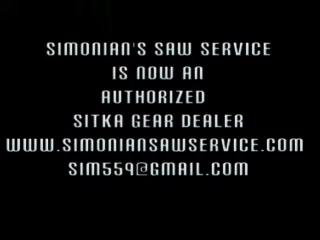 SIMONIAN'S SAW SERVICE
IS NOW AN
AUTHORIZED
SITKA GEAR DEALER
WWW.SIMONIANSAWSERVICE.COM
SIM559@GMAIL.COM